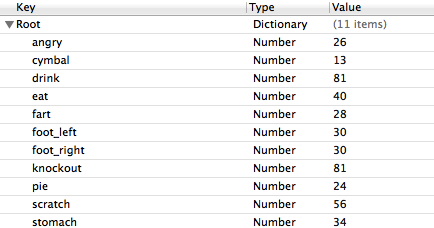 Key Type Value
Root Dictionary (11 items)
angry Number 26
cymbal Number 13
drink Number 81
eat Number 40
fart Number 28
foot_left Number 30
foot_right Number 30
knockout Number 81
pie Number 24
scratch Number 56
stomach Number 34